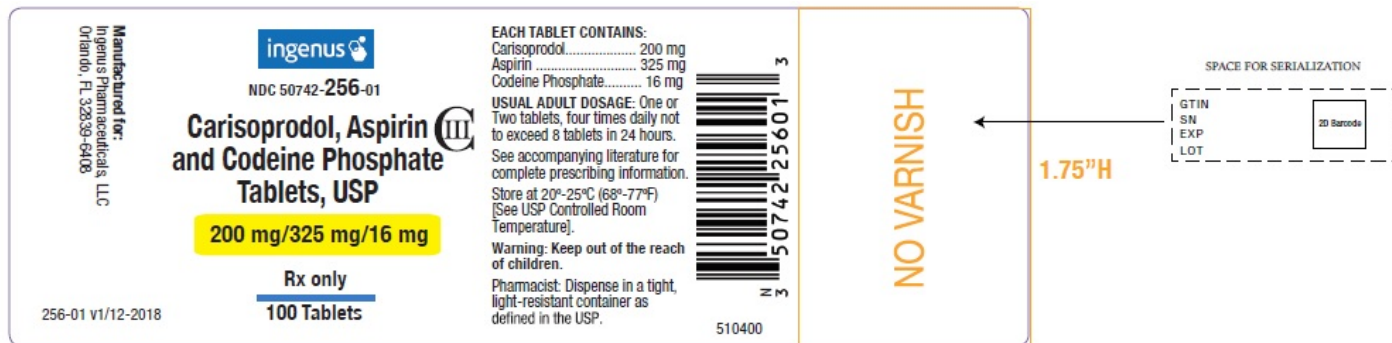 Manufactured for:
Ingenus Pharmaceuticals, LLC
Orlando, FL 32839-6408
256-01 v1/12-2018
ingenus
NDC 50742-256-01
Carisoprodol, Aspirin
and Codeine Phosphate
Tablets, USP
CIII
200 mg/325 mg/16 mg
Rx only
100 Tablets
EACH TABLET CONTAINS:
Carisoprodol................... 200 mg
Aspirin ........................... 325 mg
Codeine Phosphate.......... 16 mg
USUAL ADULT DOSAGE: One or
Two tablets, four times daily not
to exceed 8 tablets in 24 hours.
See accompanying literature for
complete prescribing information.
Store at 20º-25ºC (68º-77ºF)
[See USP Controlled Room
Temperature].
Warning: Keep out of the reach
of children.
Pharmacist: Dispense in a tight,
light-resistant container as
defined in the USP.
N 3 50742 25601 3
510400
NO VARNISH
1.75”H
SPACE FOR SERIALIZATION
GTIN
SN
EXP
LOT
2D Barcode